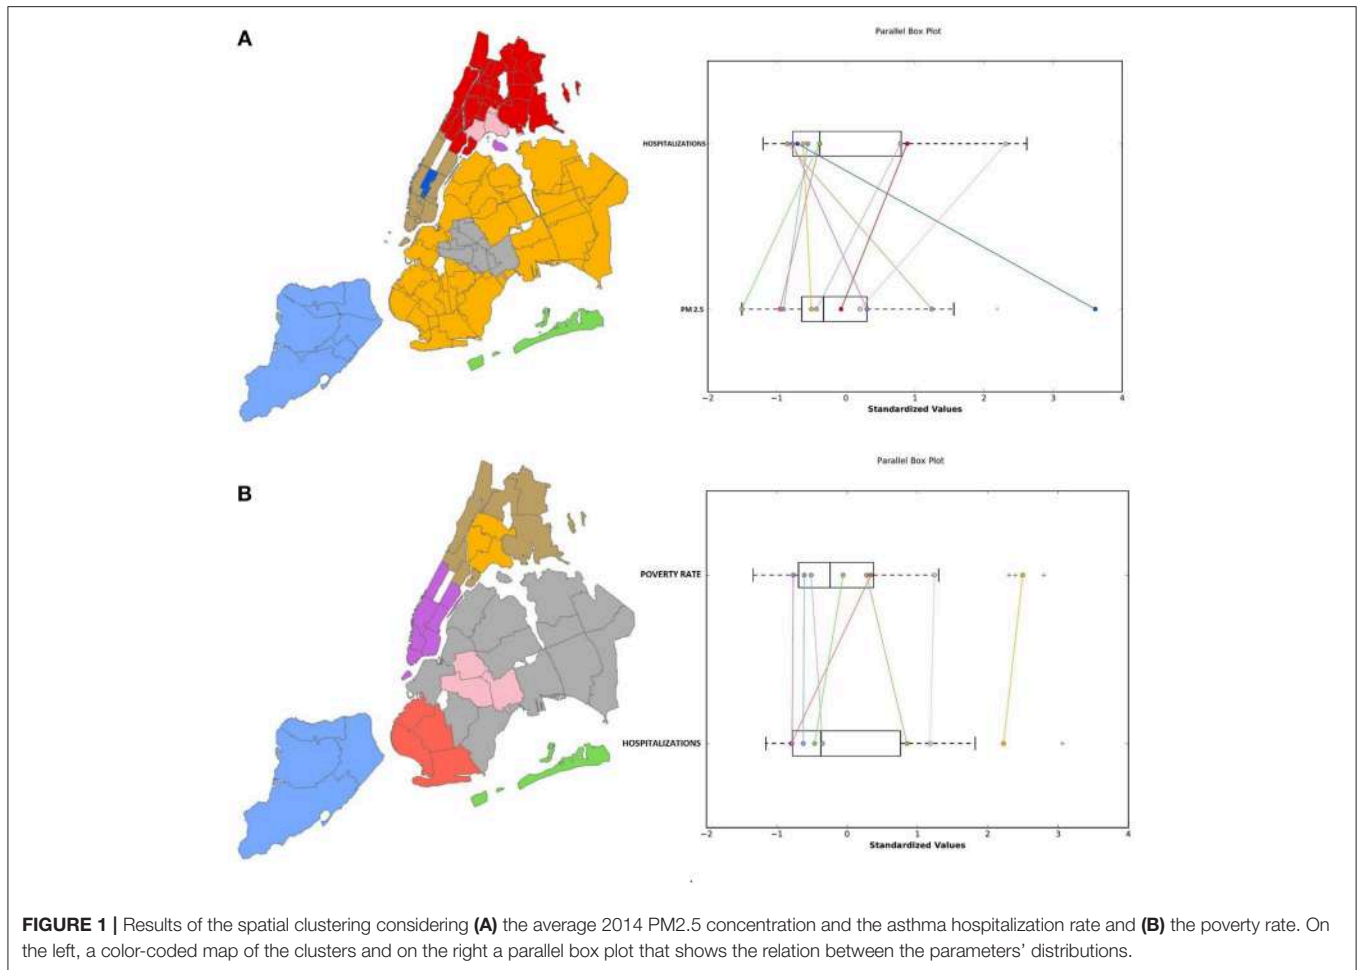 A
Parallel Box Plot
HOSPITALIZATIONS
PM 2.5
−2 −1 0 1 2 3 4
Standardized Values
B
Parallel Box Plot
POVERTY RATE
HOSPITALIZATIONS
−2 −1 0 1 2 3 4
Standardized Values
FIGURE 1 | Results of the spatial clustering considering (A) the average 2014 PM2.5 concentration and the asthma hospitalization rate and (B) the poverty rate. On
the left, a color-coded map of the clusters and on the right a parallel box plot that shows the relation between the parameters’ distributions.